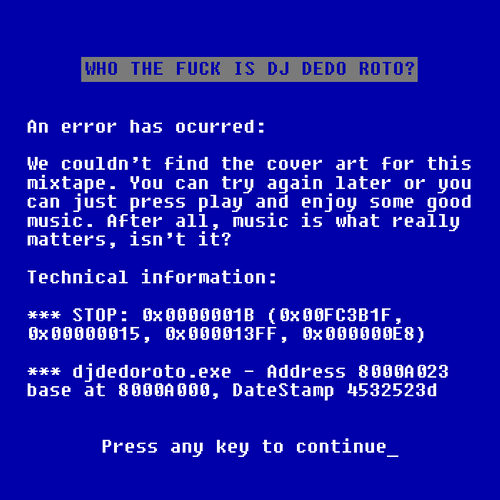 WHO THE FUCK IS DJ DEDO ROTO?
An error has ocurred:
We couldn't find the cover art for this
mixtape. You can try again later or you
can just press play and enjoy some good
music. After all, music is what really
matters, isn't it?
Technical information:
*** STOP: 0x0000001B (0x00FC3B1F,
0x00000015, 0x000013FF, 0x000000E8)
*** djdedoroto.exe - Address 8000A023
base at 8000A000, DateStamp 4532523d
Press any key to continue_